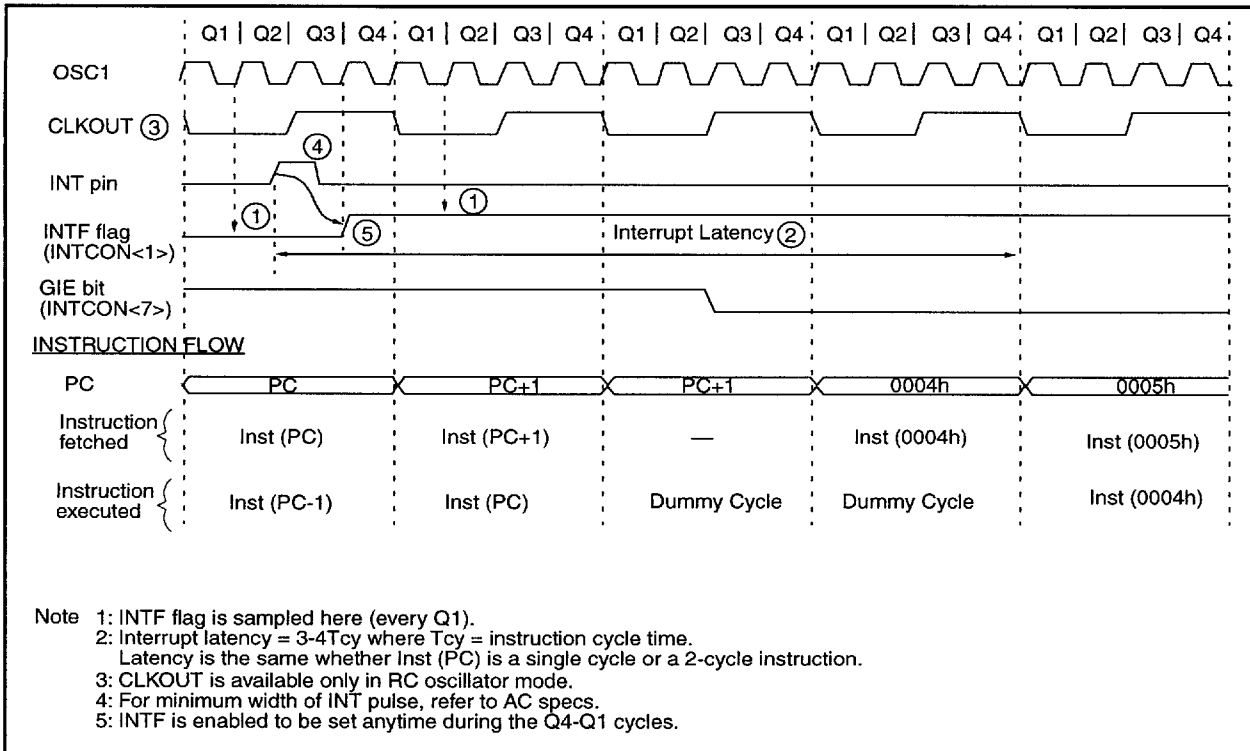 Q1 | Q2 | Q3 | Q4 Q1 | Q2 | Q3 | Q4 Q1 | Q2 | Q3 | Q4 Q1 | Q2 | Q3 | Q4 Q1 | Q2 | Q3 | Q4
OSC1
CLKOUT ③
④
INT pin
① ①
INTF flag
(INTCON<1>)
⑤
Interrupt Latency ②
GIE bit
(INTCON<7>)
INSTRUCTION FLOW
PC PC PC+1 PC+1 0004h 0005h
Instruction
fetched
Inst (PC) Inst (PC+1) — Inst (0004h) Inst (0005h)
Instruction
executed
Inst (PC-1) Inst (PC) Dummy Cycle Dummy Cycle Inst (0004h)
Note 1: INTF flag is sampled here (every Q1).
2: Interrupt latency = 3-4Tcy where Tcy = instruction cycle time.
Latency is the same whether Inst (PC) is a single cycle or a 2-cycle instruction.
3: CLKOUT is available only in RC oscillator mode.
4: For minimum width of INT pulse, refer to AC specs.
5: INTF is enabled to be set anytime during the Q4-Q1 cycles.